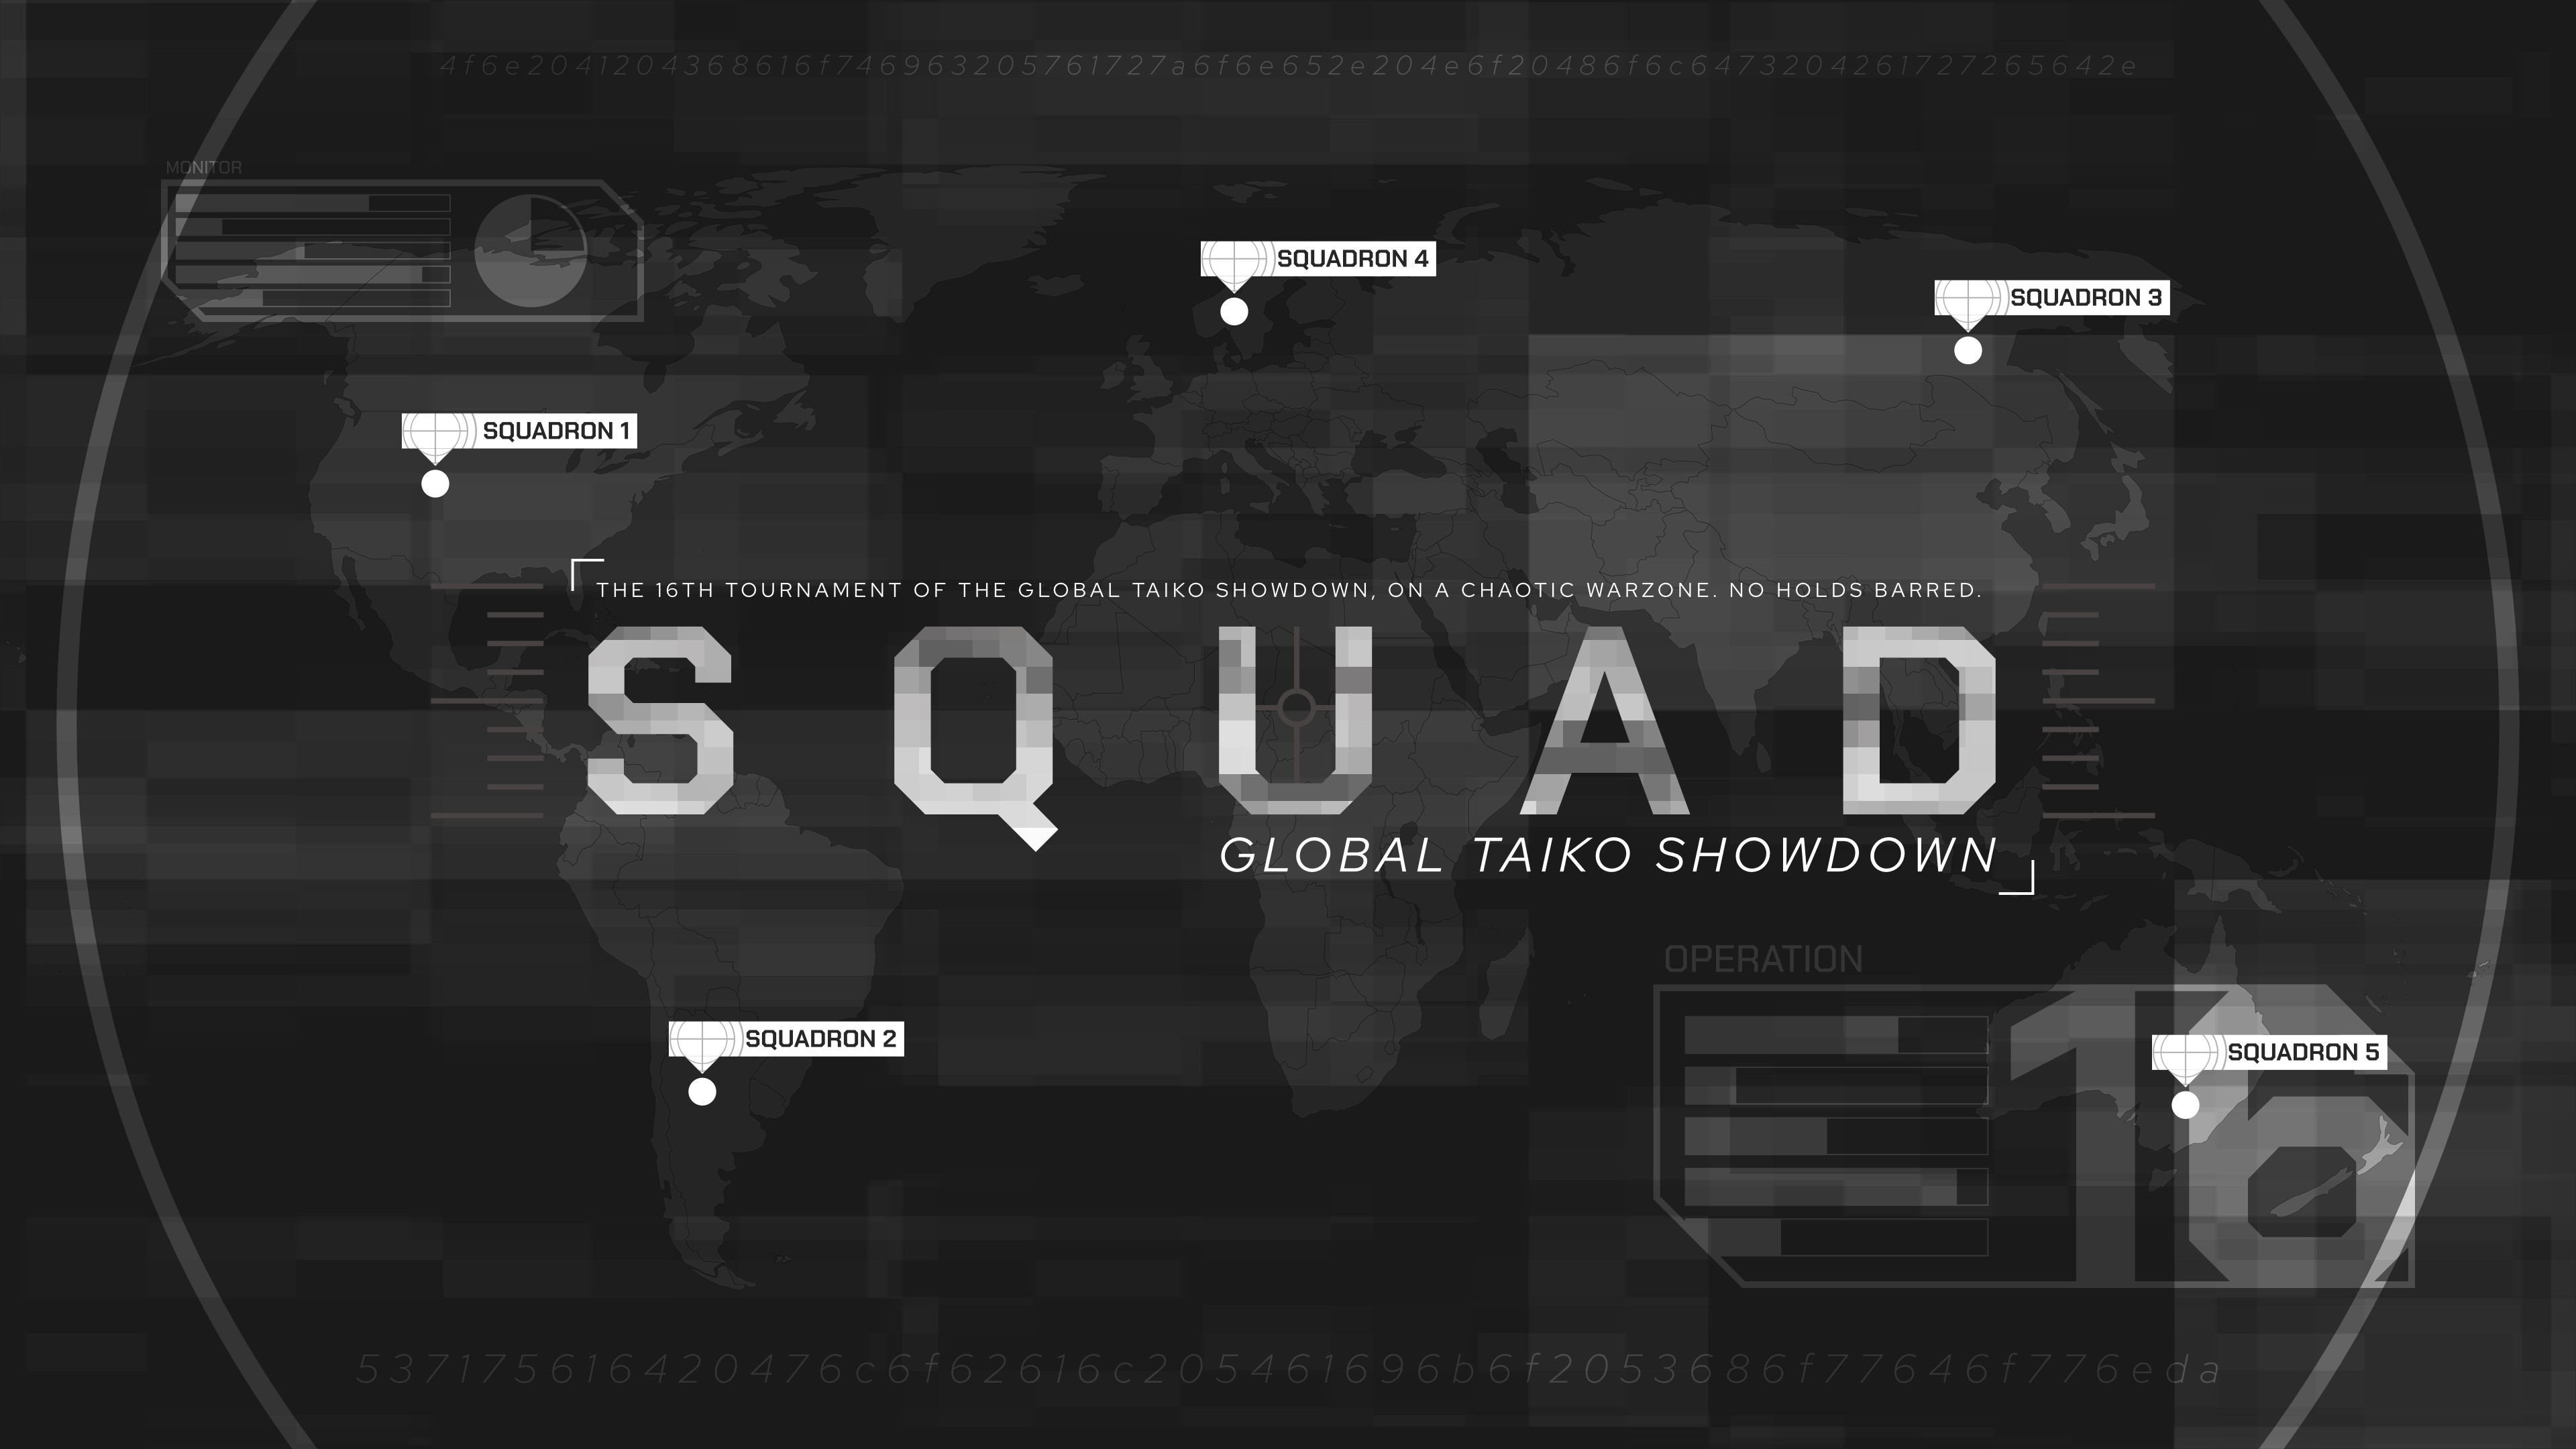 4f6e2041204368616f746963205761727a6f6e652e204e6f20486f6c6473204261727265642e
MONITOR
SQUADRON 4
SQUADRON 3
SQUADRON 1
THE 16TH TOURNAMENT OF THE GLOBAL TAIKO SHOWDOWN, ON A CHAOTIC WARZONE. NO HOLDS BARRED.
SQUAD
GLOBAL TAIKO SHOWDOWN
OPERATION
16
SQUADRON 2
SQUADRON 5
53717561642047 6c6f62616c205461696b6f2053686f77646f776eda